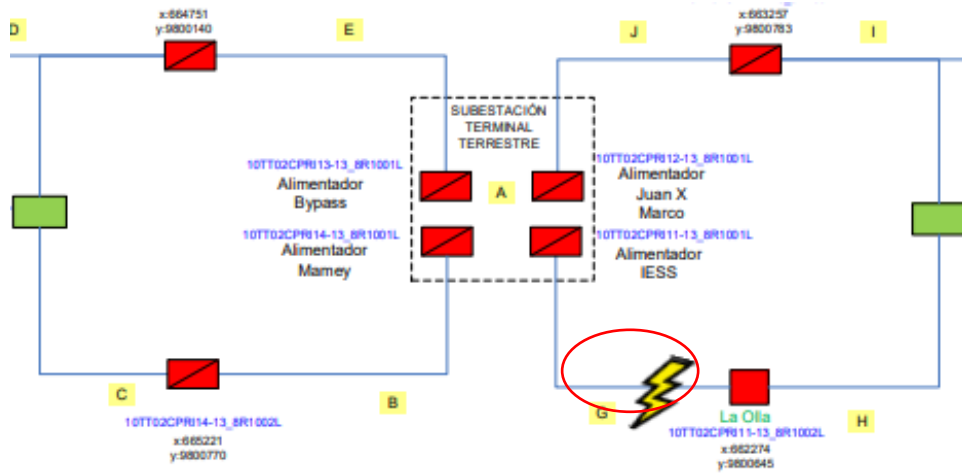 x:664751
y:9800140
x:663257
y:9800783
D
E
J
I
SUBESTACIÓN
TERMINAL
TERRESTRE
10TT02CPRI13-13_8R1001L
Alimentador
Bypass
A
10TT02CPRI12-13_8R1001L
Alimentador
Juan X
Marco
10TT02CPRI14-13_8R1001L
Alimentador
Mamey
10TT02CPRI11-13_8R1001L
Alimentador
IESS
C
B
G
La Olla
H
10TT02CPRI14-13_8R1002L
x:665221
y:9800770
10TT02CPRI11-13_8R1002L
x:662274
y:9800645